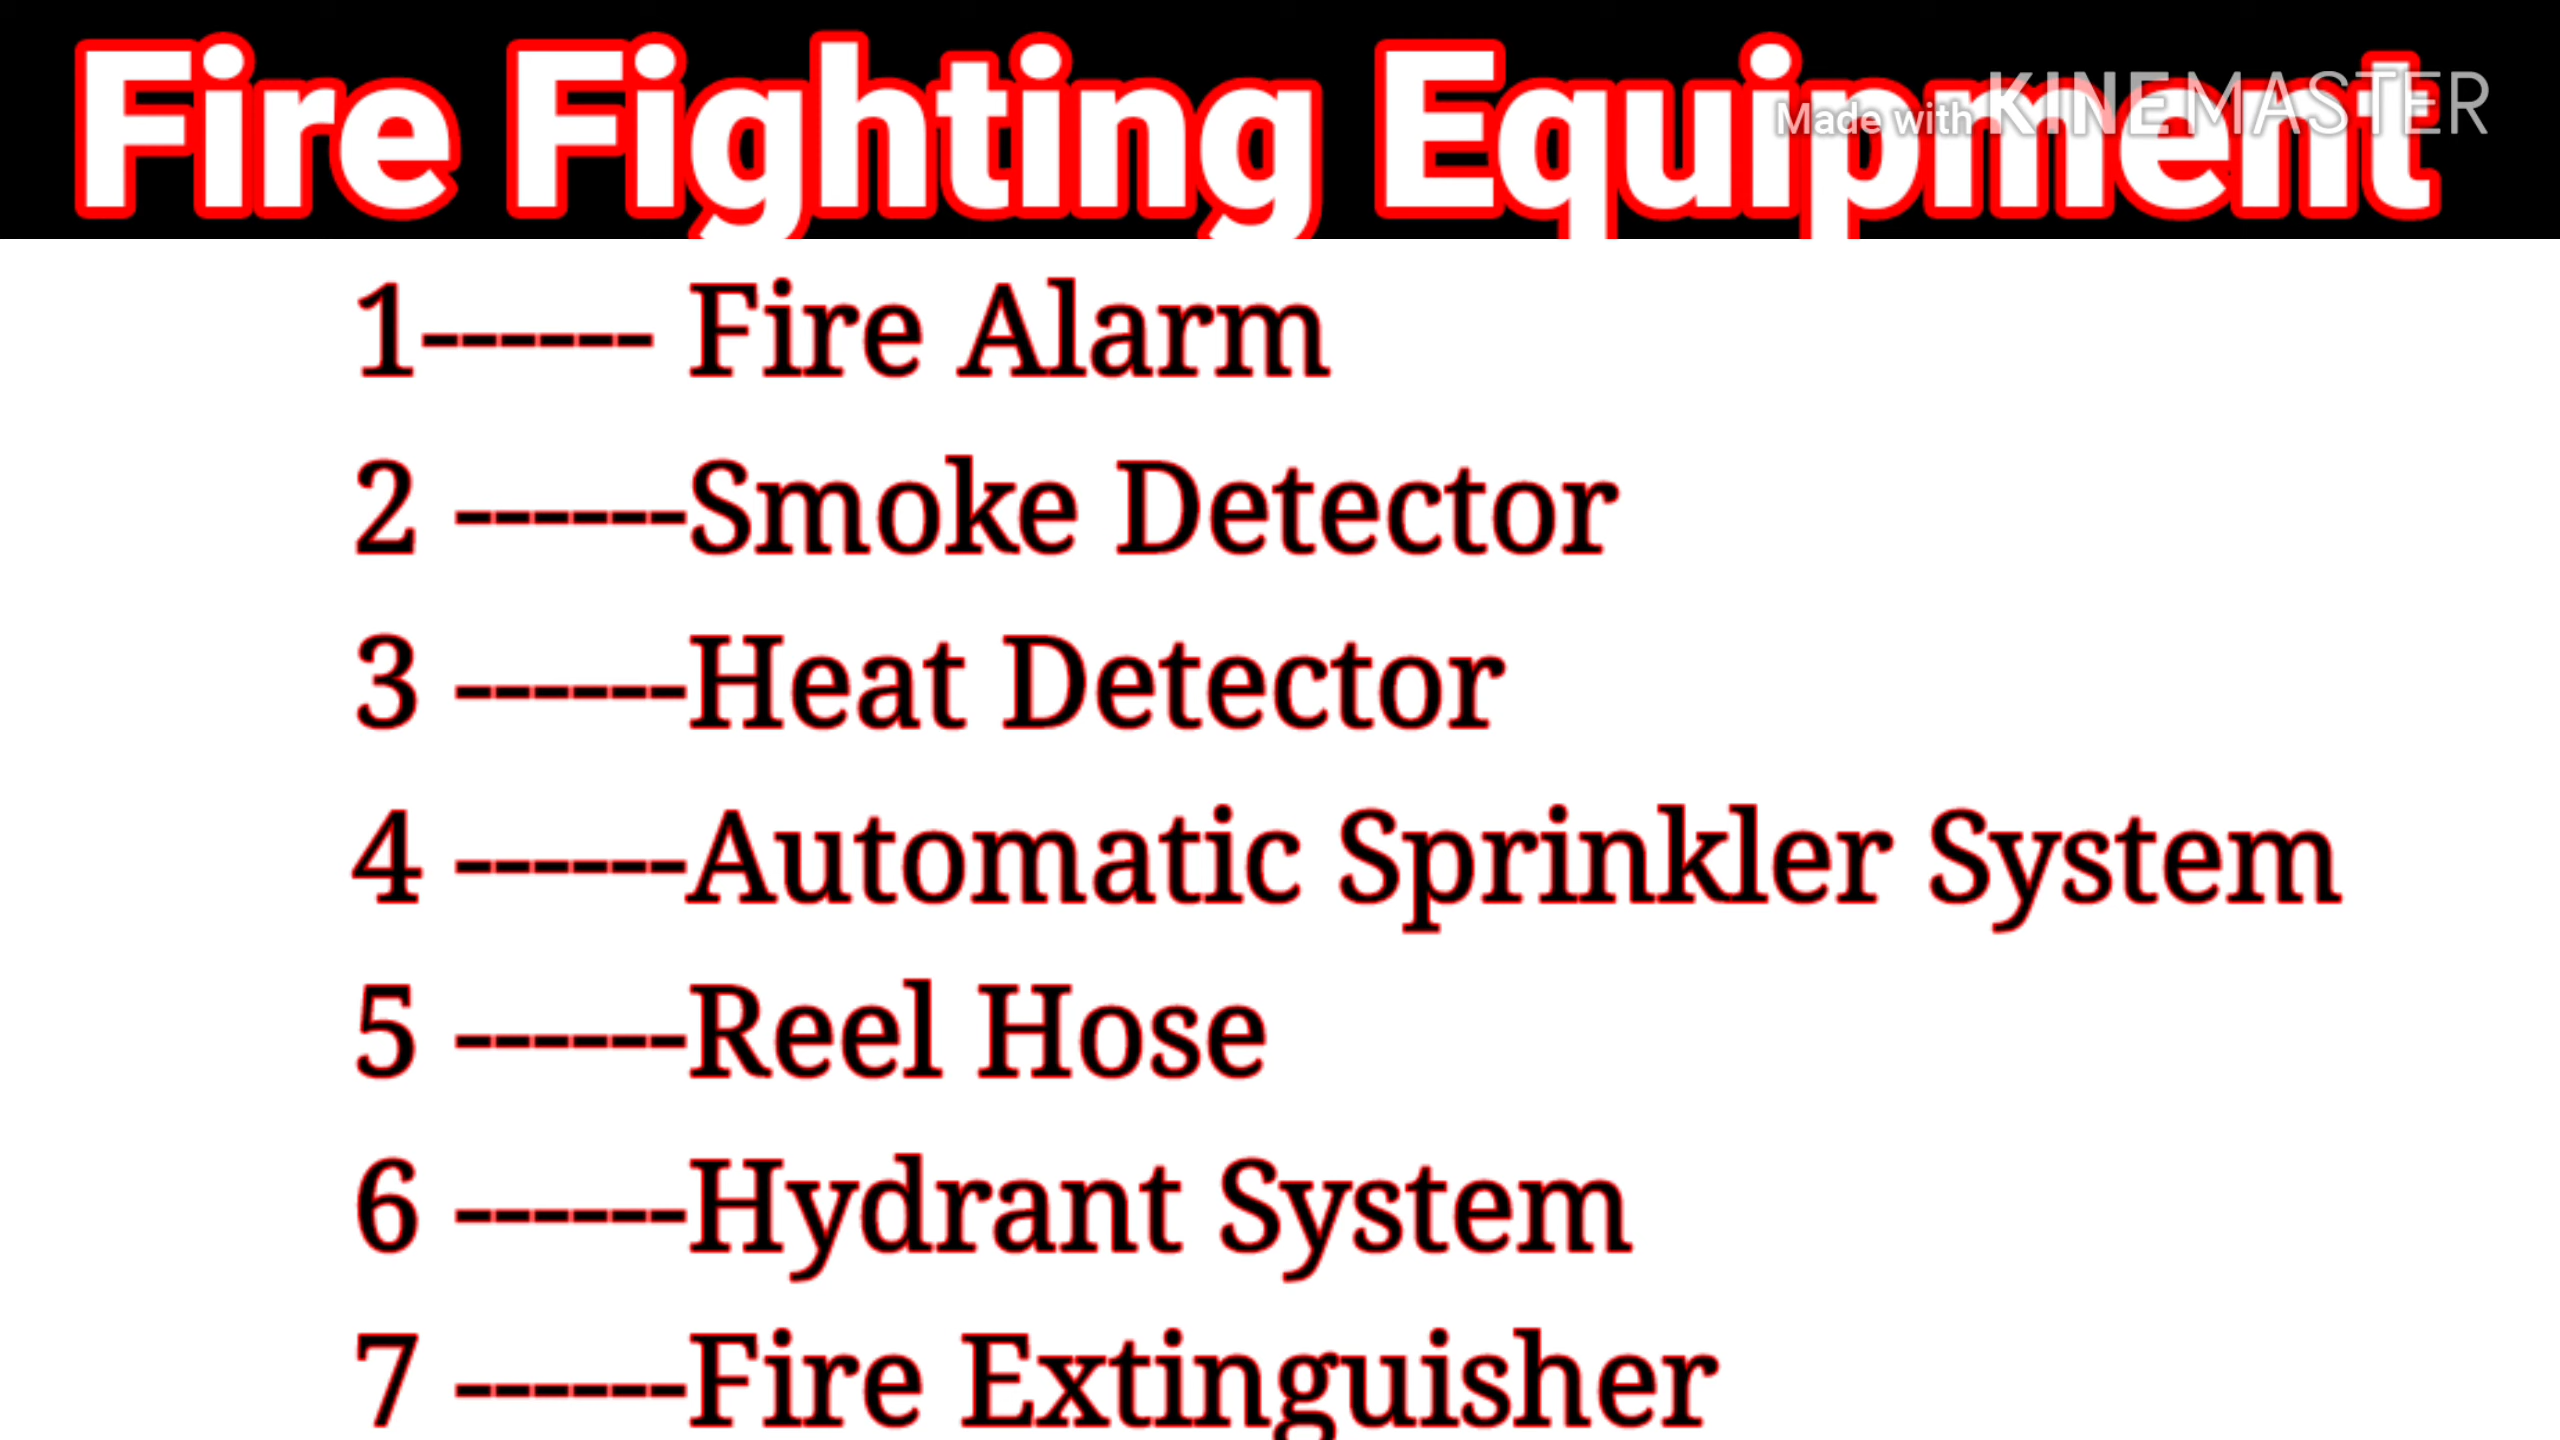 Fire Fighting Equipment
Made with KINEMASTER
1------ Fire Alarm
2 ------Smoke Detector
3 ------Heat Detector
4 ------Automatic Sprinkler System
5 ------Reel Hose
6 ------Hydrant System
7 ------Fire Extinguisher